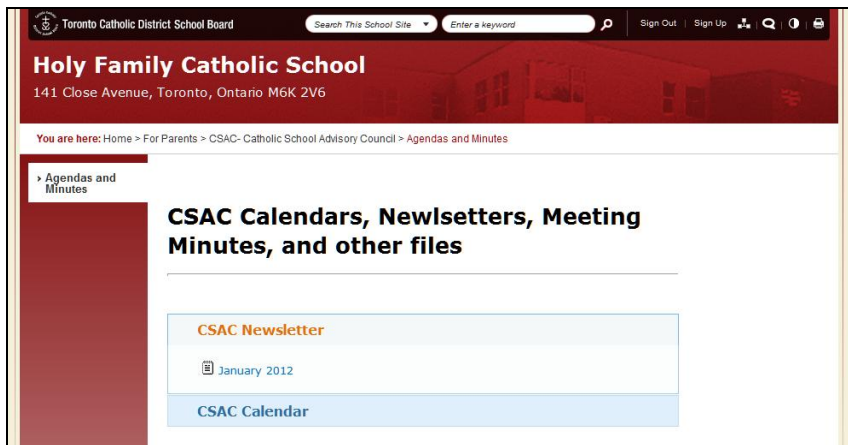 Toronto Catholic District School Board
Search This School Site
Enter a keyword
Sign Out | Sign Up
Holy Family Catholic School
141 Close Avenue, Toronto, Ontario M6K 2V6
You are here: Home > For Parents > CSAC- Catholic School Advisory Council > Agendas and Minutes
› Agendas and
Minutes
CSAC Calendars, Newlsetters, Meeting
Minutes, and other files
CSAC Newsletter
January 2012
CSAC Calendar